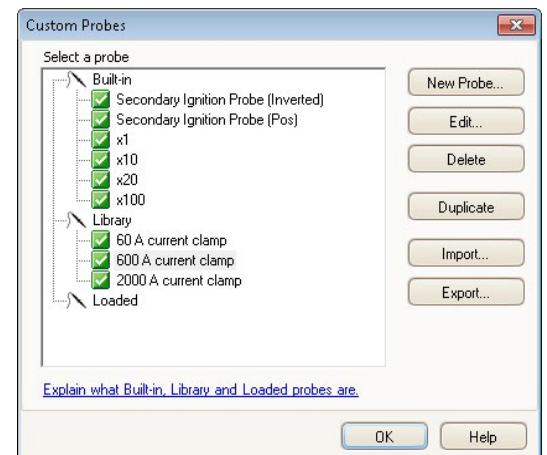 Custom Probes
Select a probe
Built-in
Secondary Ignition Probe (Inverted)
Secondary Ignition Probe (Pos)
x1
x10
x20
x100
Library
60 A current clamp
600 A current clamp
2000 A current clamp
Loaded
New Probe...
Edit...
Delete
Duplicate
Import...
Export...
Explain what Built-in, Library and Loaded probes are.
OK
Help